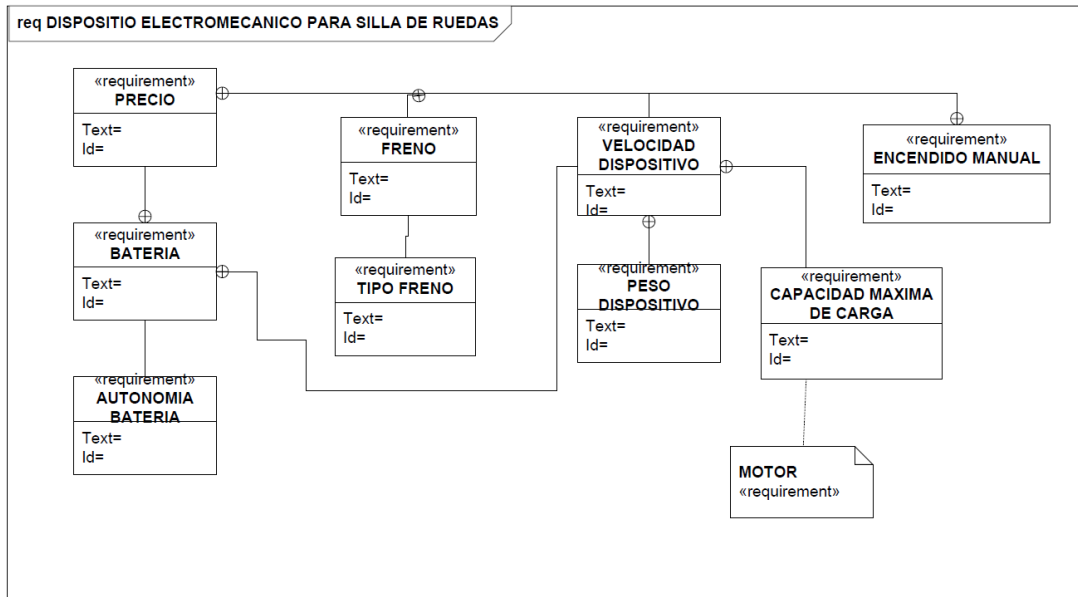 req DISPOSITIO ELECTROMECANICO PARA SILLA DE RUEDAS
«requirement»
PRECIO
Text=
Id=
«requirement»
FRENO
Text=
Id=
«requirement»
VELOCIDAD
DISPOSITIVO
Text=
Id=
«requirement»
ENCENDIDO MANUAL
Text=
Id=
«requirement»
BATERIA
Text=
Id=
«requirement»
TIPO FRENO
Text=
Id=
«requirement»
PESO
DISPOSITIVO
Text=
Id=
«requirement»
CAPACIDAD MAXIMA
DE CARGA
Text=
Id=
«requirement»
AUTONOMIA
BATERIA
Text=
Id=
MOTOR
«requirement»